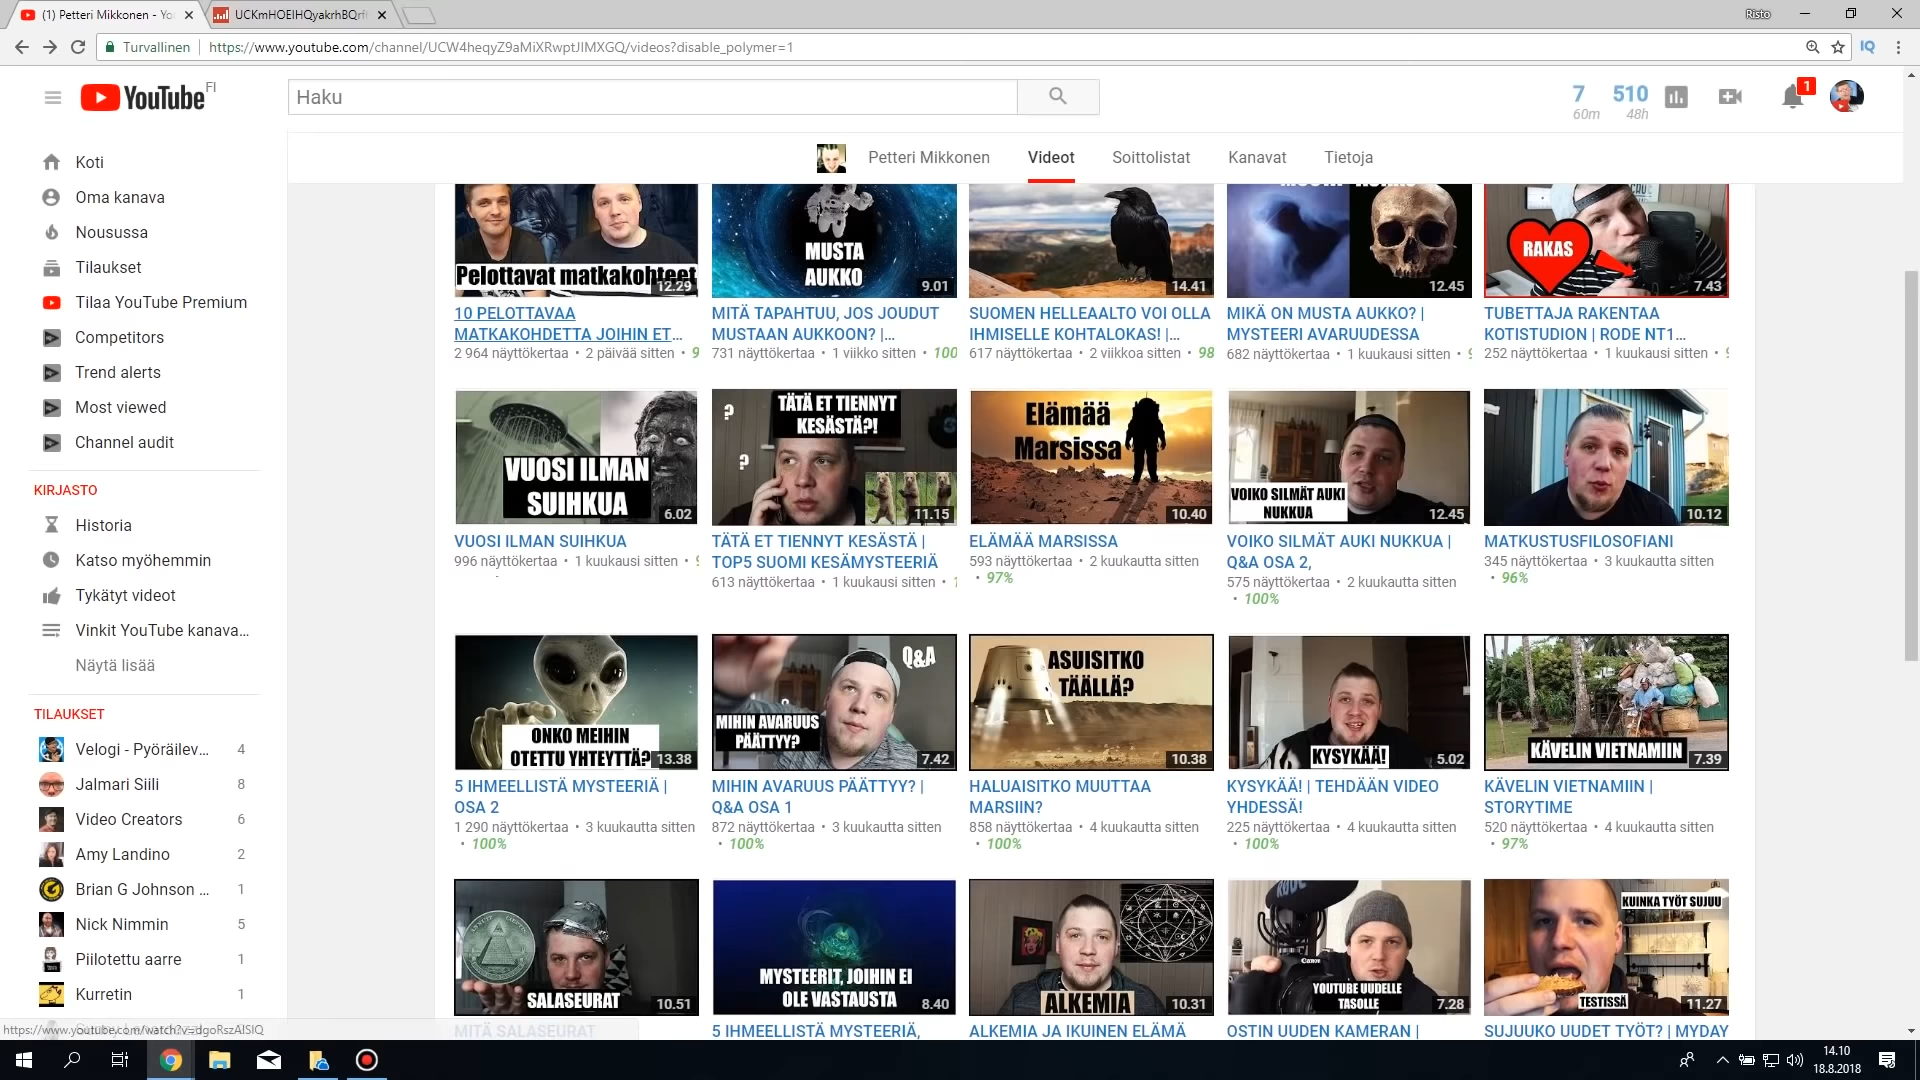 (1) Petteri Mikkonen - Yo
UCKmHOEIHQyakrhBQrf
Risto
Turvallinen
https://www.youtube.com/channel/UCW4heqyZ9aMiXRwptJIMXGQ/videos?disable_polymer=1
IQ
YouTube FI
Haku
7
60m
510
48h
1
Petteri Mikkonen
Videot
Soittolistat
Kanavat
Tietoja
Koti
Oma kanava
Nousussa
Tilaukset
Tilaa YouTube Premium
Competitors
Trend alerts
Most viewed
Channel audit
KIRJASTO
Historia
Katso myöhemmin
Tykätyt videot
Vinkit YouTube kanava...
Näytä lisää
TILAUKSET
Velogi - Pyöräilev... 4
Jalmari Siili 8
Video Creators 6
Amy Landino 2
Brian G Johnson ... 1
Nick Nimmin 5
Piilotettu aarre 1
Kurretin 1
https://www.youtube.com/watch?v=dgoRszAlSIQ
Pelottavat matkakohteet
12.29
10 PELOTTAVAA
MATKAKOHDETTA JOIHIN ET...
2 964 näyttökertaa • 2 päivää sitten • 9
MUSTA
AUKKO
9.01
MITÄ TAPAHTUU, JOS JOUDUT
MUSTAAN AUKKOON? |...
731 näyttökertaa • 1 viikko sitten • 100
14.41
SUOMEN HELLEAALTO VOI OLLA
IHMISELLE KOHTALOKAS! |...
617 näyttökertaa • 2 viikkoa sitten • 98
12.45
MIKÄ ON MUSTA AUKKO? |
MYSTEERI AVARUUDESSA
682 näyttökertaa • 1 kuukausi sitten • 9
RAKAS
7.43
TUBETTAJA RAKENTAA
KOTISTUDION | RODE NT1...
252 näyttökertaa • 1 kuukausi sitten • 9
VUOSI ILMAN
SUIHKUA
6.02
VUOSI ILMAN SUIHKUA
996 näyttökertaa • 1 kuukausi sitten • 9
TÄTÄ ET TIENNYT
KESÄSTÄ?!
?
?
11.15
TÄTÄ ET TIENNYT KESÄSTÄ |
TOP5 SUOMI KESÄMYSTEERIÄ
613 näyttökertaa • 1 kuukausi sitten • 1
Elämää
Marsissa
10.40
ELÄMÄÄ MARSISSA
593 näyttökertaa • 2 kuukautta sitten
• 97%
VOIKO SILMÄT AUKI
NUKKUA
12.45
VOIKO SILMÄT AUKI NUKKUA |
Q&A OSA 2,
575 näyttökertaa • 2 kuukautta sitten
• 100%
10.12
MATKUSTUSFILOSOFIANI
345 näyttökertaa • 3 kuukautta sitten
• 96%
ONKO MEIHIN
OTETTU YHTEYTTÄ?
13.38
5 IHMEELLISTÄ MYSTEERIÄ |
OSA 2
1 290 näyttökertaa • 3 kuukautta sitten
• 100%
Q&A
MIHIN AVARUUS
PÄÄTTYY?
7.42
MIHIN AVARUUS PÄÄTTYY? |
Q&A OSA 1
872 näyttökertaa • 3 kuukautta sitten
• 100%
ASUISITKO
TÄÄLLÄ?
10.38
HALUAISITKO MUUTTAA
MARSIIN?
858 näyttökertaa • 4 kuukautta sitten
• 100%
KYSYKÄÄ!
5.02
KYSYKÄÄ! | TEHDÄÄN VIDEO
YHDESSÄ!
225 näyttökertaa • 4 kuukautta sitten
• 100%
KÄVELIN VIETNAMIIN
7.39
KÄVELIN VIETNAMIIN |
STORYTIME
520 näyttökertaa • 4 kuukautta sitten
• 97%
SALASEURAT
10.51
MITÄ SALASEURAT
MYSTEERIT, JOIHIN EI
OLE VASTAUSTA
8.40
5 IHMEELLISTÄ MYSTEERIÄ,
ALKEMIA
10.31
ALKEMIA JA IKUINEN ELÄMÄ
Canon
YOUTUBE UUDELLE
TASOLLE
7.28
OSTIN UUDEN KAMERAN |
KUINKA TYÖT SUJUU
TESTISSÄ
11.27
SUJUUKO UUDET TYÖT? | MYDAY
14.10
18.8.2018